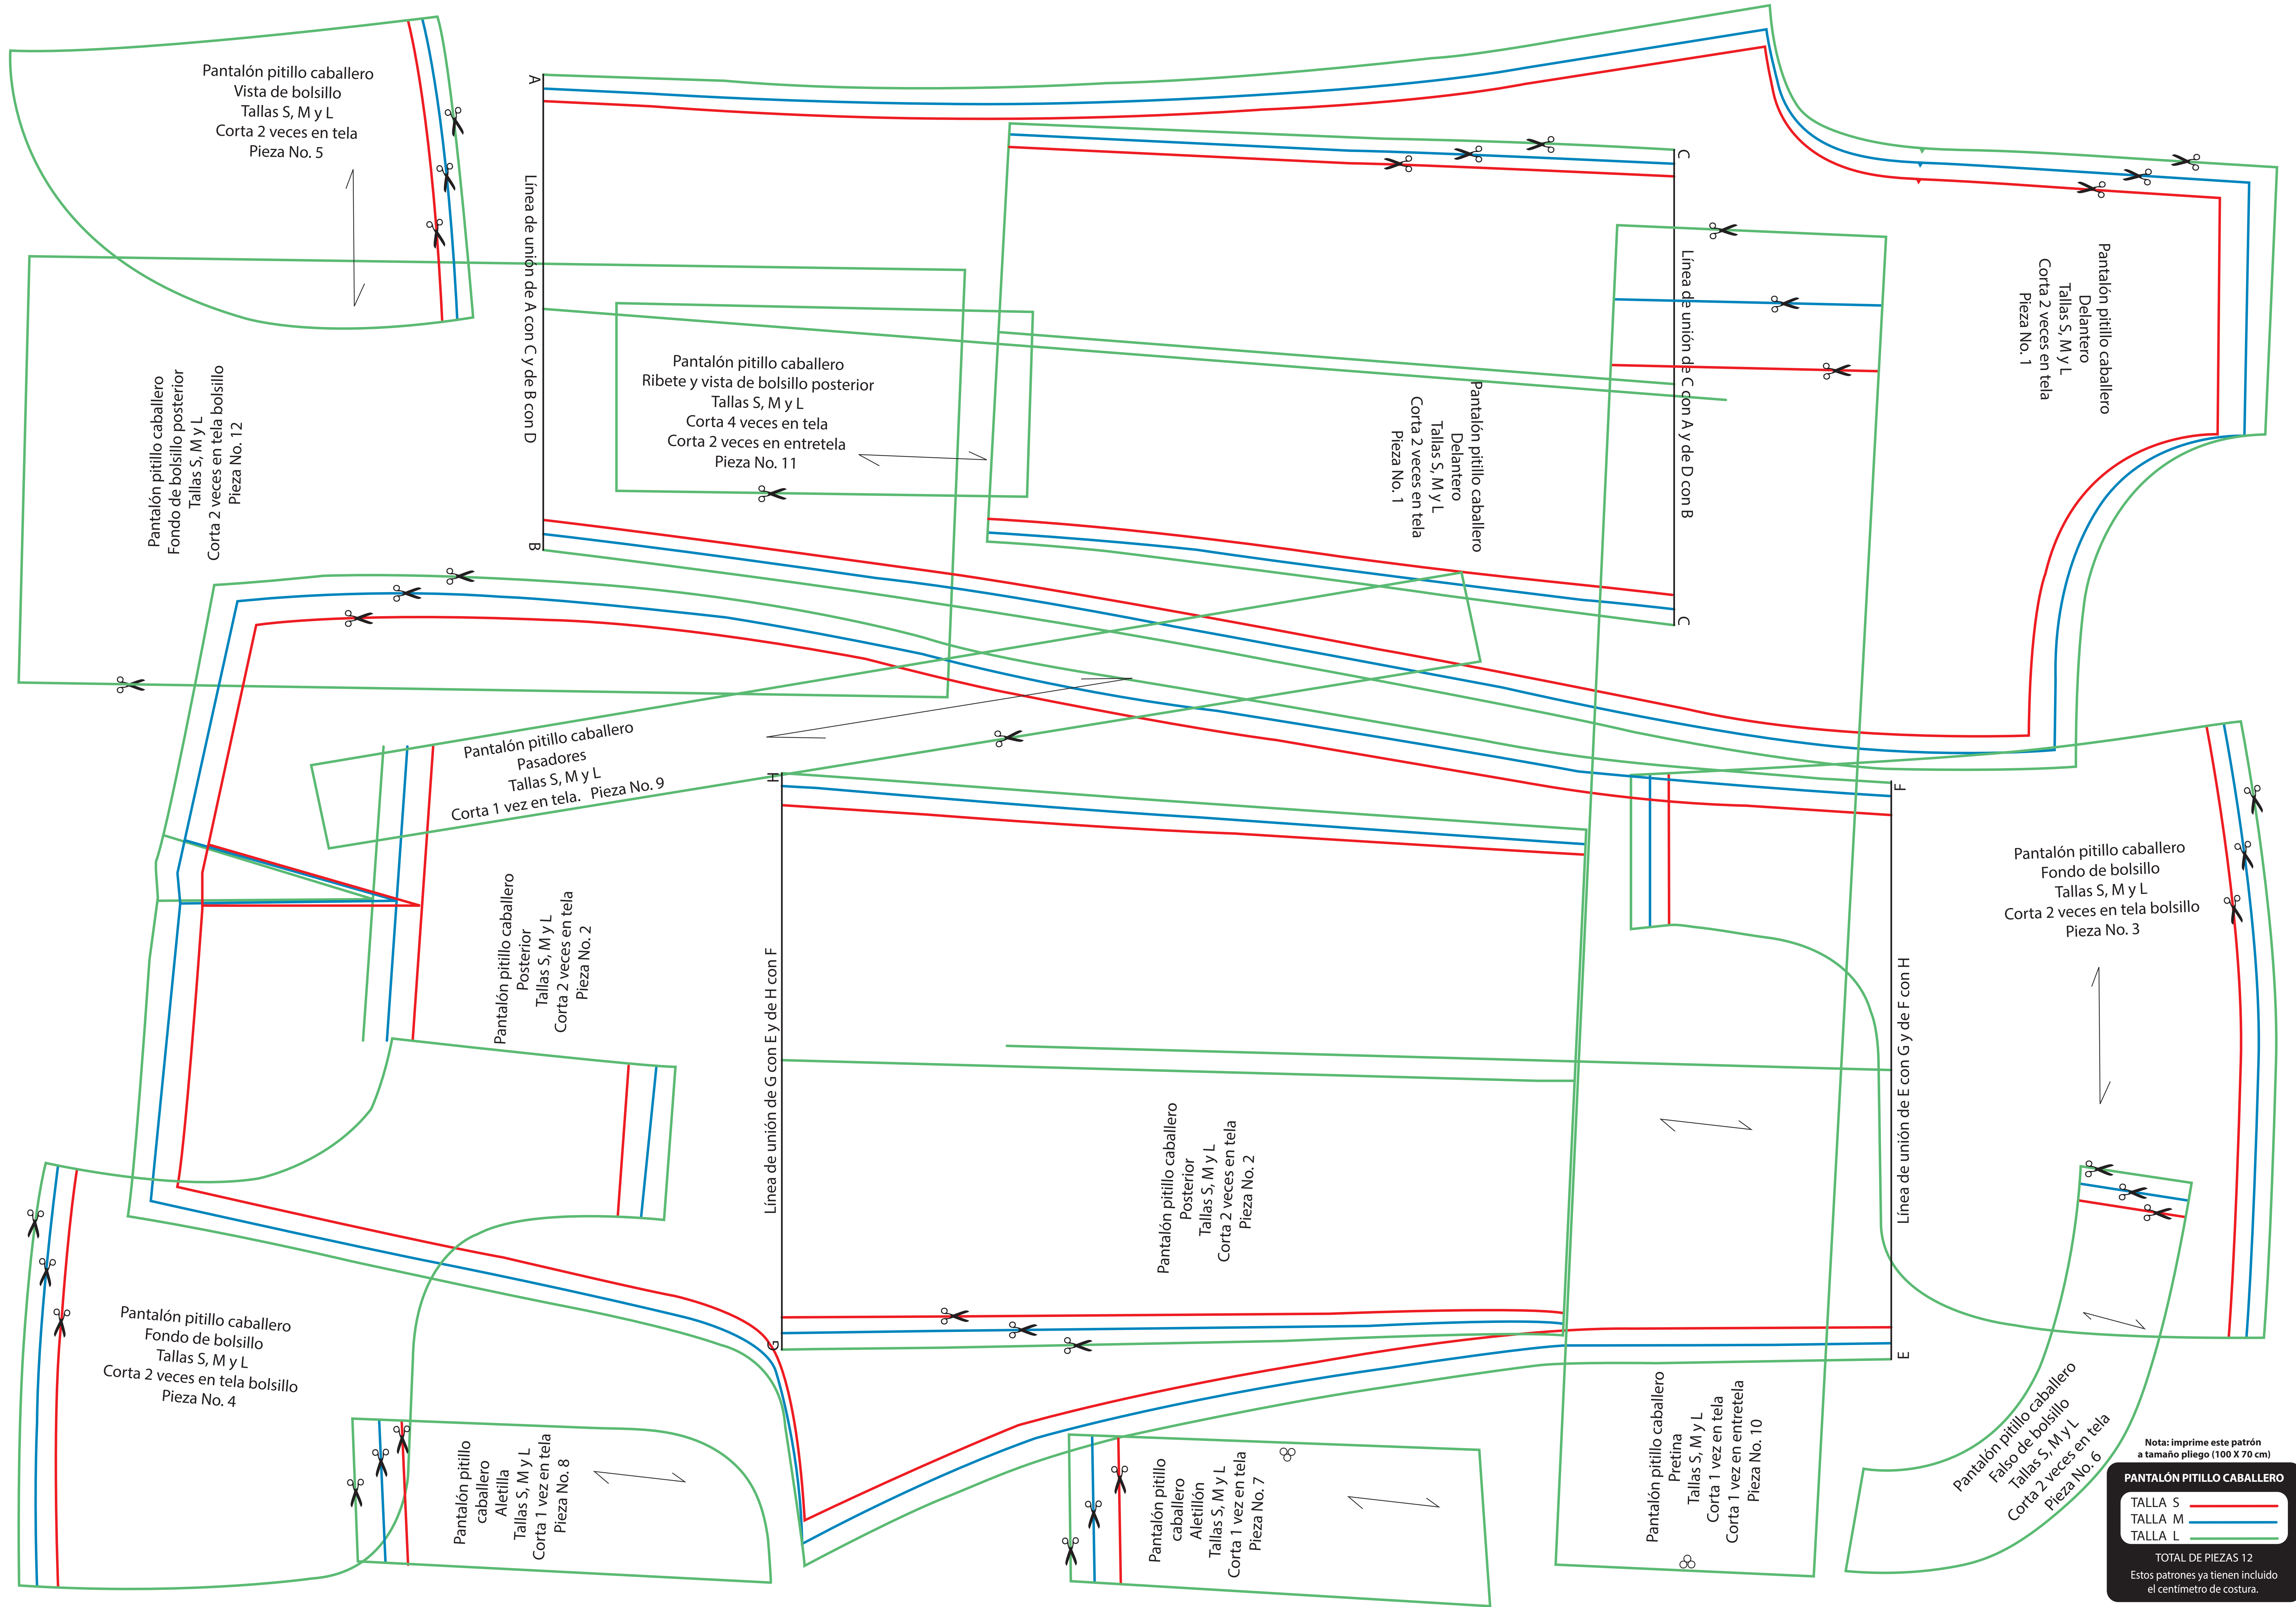 Pantalón pitillo caballero
Vista de bolsillo
Tallas S, M y L
Corta 2 veces en tela
Pieza No. 5
A
Línea de unión de A con C y de B con D
B
Pantalón pitillo caballero
Fondo de bolsillo posterior
Tallas S, M y L
Corta 2 veces en tela bolsillo
Pieza No. 12
Pantalón pitillo caballero
Ribete y vista de bolsillo posterior
Tallas S, M y L
Corta 4 veces en tela
Corta 2 veces en entretela
Pieza No. 11
Pantalón pitillo caballero
Delantero
Tallas S, M y L
Corta 2 veces en tela
Pieza No. 1
C
Línea de unión de C con A y de D con B
C
Pantalón pitillo caballero
Delantero
Tallas S, M y L
Corta 2 veces en tela
Pieza No. 1
Pantalón pitillo caballero
Pasadores
Tallas S, M y L
Corta 1 vez en tela. Pieza No. 9
Pantalón pitillo caballero
Posterior
Tallas S, M y L
Corta 2 veces en tela
Pieza No. 2
H
Línea de unión de G con E y de H con F
G
Pantalón pitillo caballero
Posterior
Tallas S, M y L
Corta 2 veces en tela
Pieza No. 2
F
Línea de unión de E con G y de F con H
E
Pantalón pitillo caballero
Fondo de bolsillo
Tallas S, M y L
Corta 2 veces en tela bolsillo
Pieza No. 3
Pantalón pitillo caballero
Fondo de bolsillo
Tallas S, M y L
Corta 2 veces en tela bolsillo
Pieza No. 4
Pantalón pitillo
caballero
Aletilla
Tallas S, M y L
Corta 1 vez en tela
Pieza No. 8
Pantalón pitillo
caballero
Aletillón
Tallas S, M y L
Corta 1 vez en tela
Pieza No. 7
Pantalón pitillo caballero
Pretina
Tallas S, M y L
Corta 1 vez en tela
Corta 1 vez en entretela
Pieza No. 10
Pantalón pitillo caballero
Falso de bolsillo
Tallas S, M y L
Corta 2 veces en tela
Pieza No. 6
Nota: imprime este patrón
a tamaño pliego (100 X 70 cm)
PANTALÓN PITILLO CABALLERO
TALLA S
TALLA M
TALLA L
TOTAL DE PIEZAS 12
Estos patrones ya tienen incluido
el centímetro de costura.